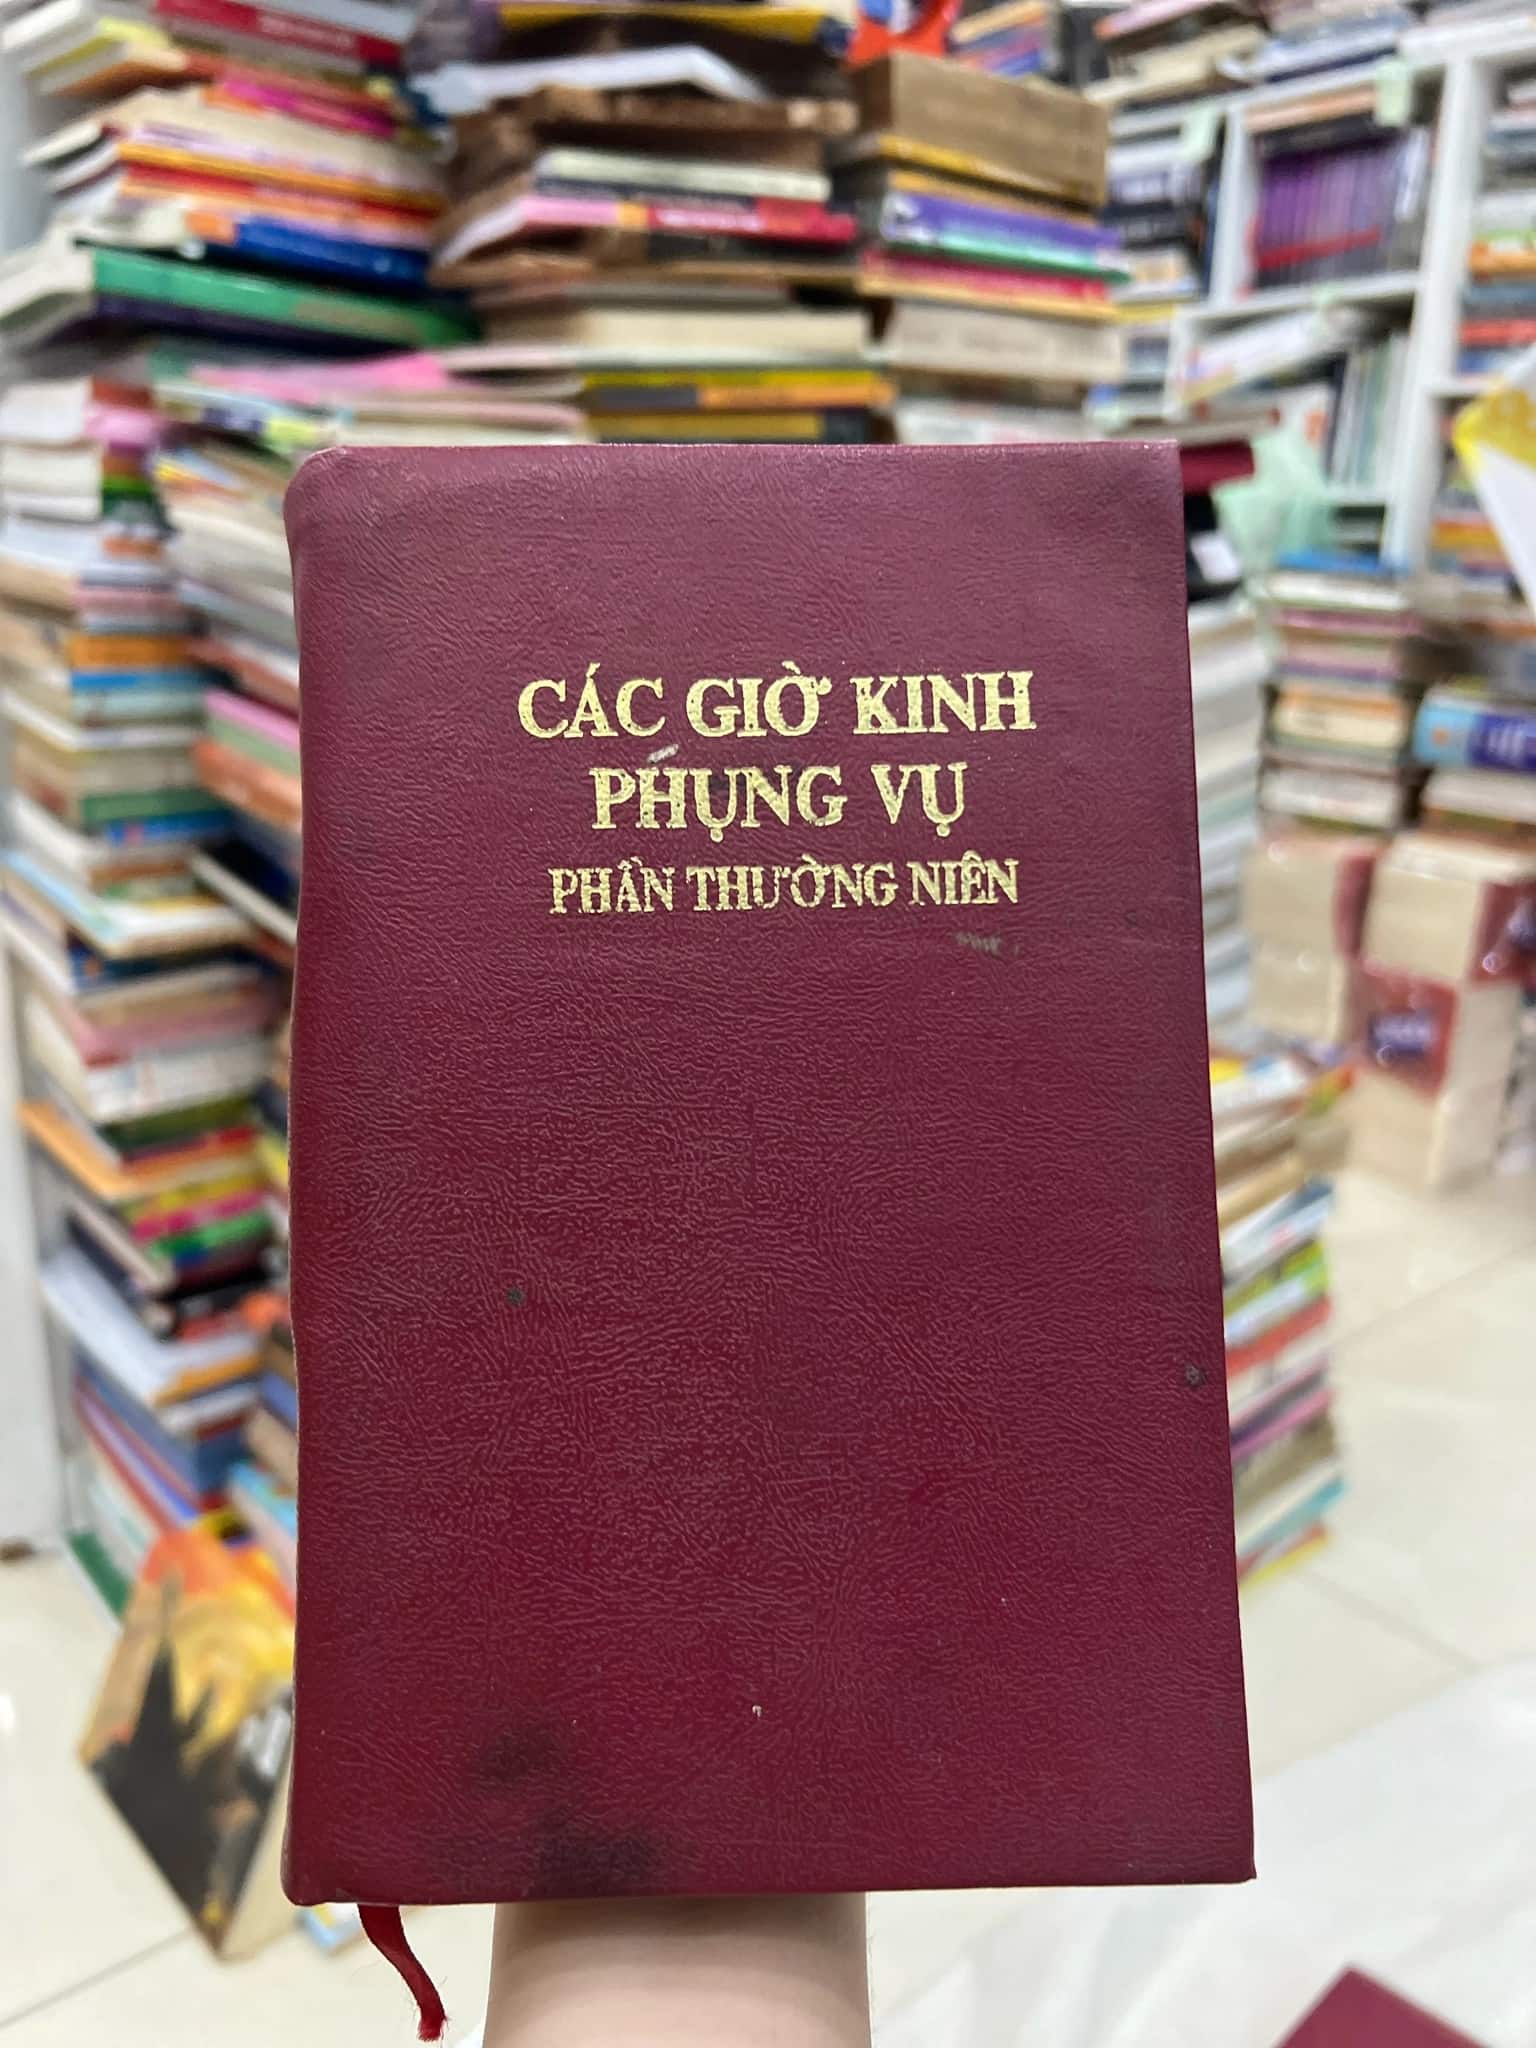 CÁC GIỜ KINH
PHỤNG VỤ
PHẦN THƯỜNG NIÊN